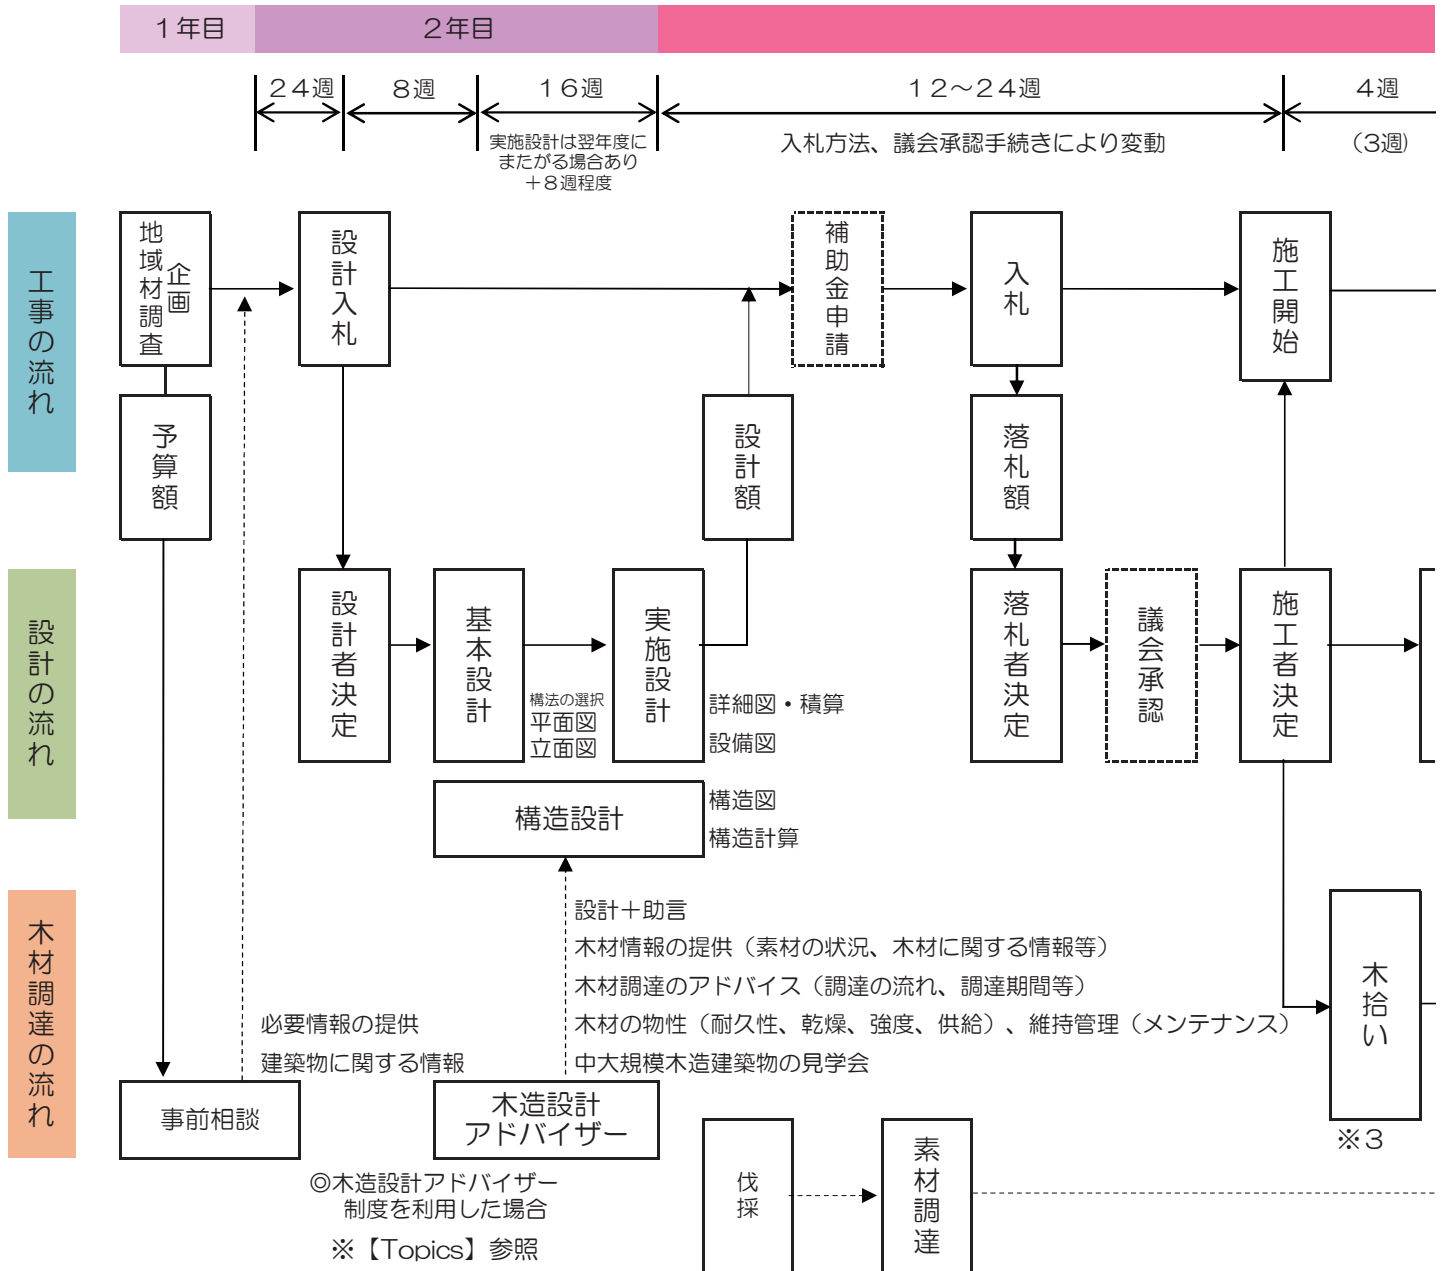 1年目
2年目
24週
8週
16週
12〜24週
4週
実施設計は翌年度に
またがる場合あり
+8週程度
入札方法、議会承認手続きにより変動
(3週)
工事の流れ
地域材調査
企画
設計入札
補助金申請
入札
施工開始
予算額
設計額
落札額
設計の流れ
設計者決定
基本設計
構法の選択
平面図
立面図
実施設計
詳細図・積算
設備図
落札者決定
議会承認
施工者決定
構造設計
構造図
構造計算
木材調達の流れ
設計+助言
木材情報の提供(素材の状況、木材に関する情報等)
木材調達のアドバイス(調達の流れ、調達期間等)
木材の物性(耐久性、乾燥、強度、供給)、維持管理(メンテナンス)
中大規模木造建築物の見学会
必要情報の提供
建築物に関する情報
木拾い
※3
事前相談
木造設計
アドバイザー
◎木造設計アドバイザー
制度を利用した場合
※【Topics】参照
伐採
素材調達